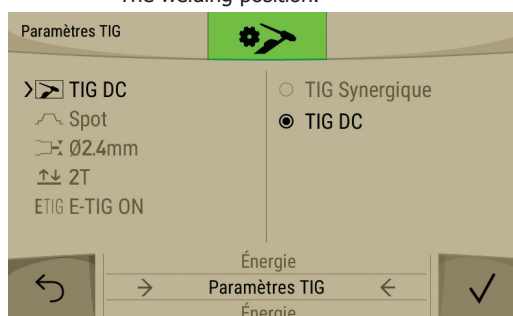 The welding position.
Paramètres TIG
TIG DC
Spot
Ø2.4mm
2T
ETIG E-TIG ON
TIG Synergique
TIG DC
Énergie
Paramètres TIG
Énergie